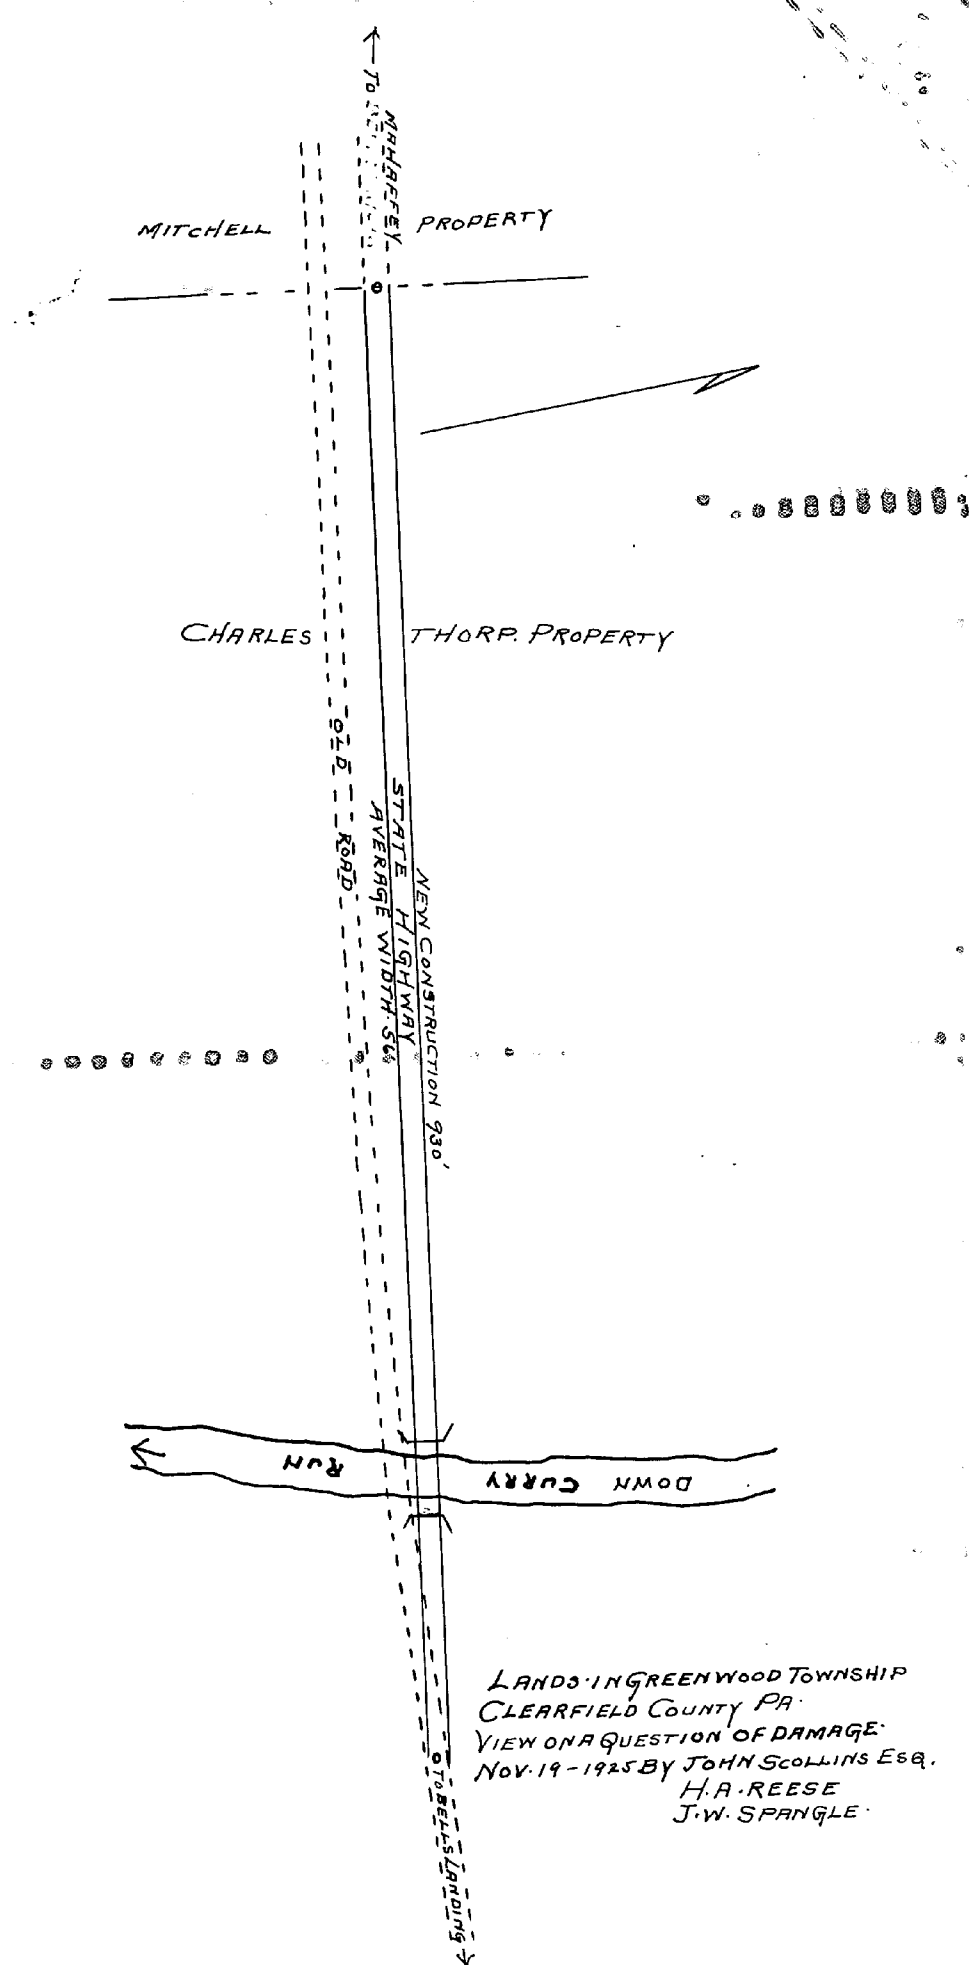 ← TO
MAHAFFEY
MITCHELL PROPERTY
CHARLES THORP. PROPERTY
OLD ROAD
STATE HIGHWAY
AVERAGE WIDTH. 56'
NEW CONSTRUCTION 930'
DOWN CURRY RUN
LANDS. IN GREENWOOD TOWNSHIP
CLEARFIELD COUNTY PA.
VIEW ON A QUESTION OF DAMAGE.
NOV. 19-1925 BY JOHN SCOLLINS ESQ.
H.A. REESE
J.W. SPANGLE.
TO BELLS LANDING →